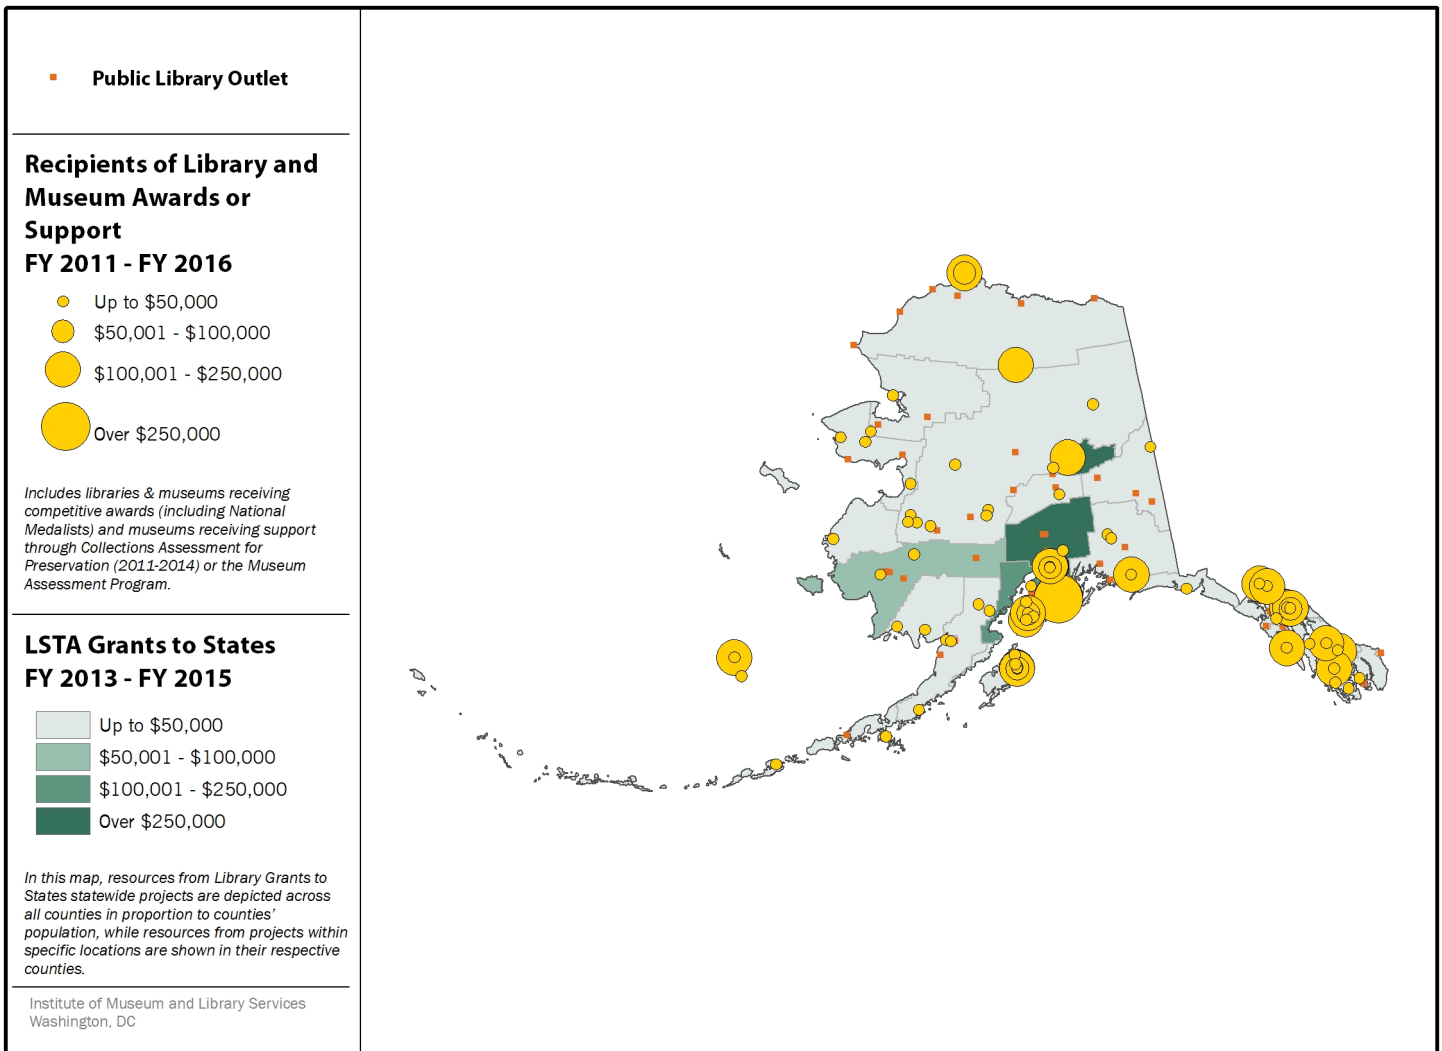 Public Library Outlet
Recipients of Library and
Museum Awards or
Support
FY 2011 - FY 2016
Up to $50,000
$50,001 - $100,000
$100,001 - $250,000
Over $250,000
Includes libraries & museums receiving
competitive awards (including National
Medalists) and museums receiving support
through Collections Assessment for
Preservation (2011-2014) or the Museum
Assessment Program.
LSTA Grants to States
FY 2013 - FY 2015
Up to $50,000
$50,001 - $100,000
$100,001 - $250,000
Over $250,000
In this map, resources from Library Grants to
States statewide projects are depicted across
all counties in proportion to counties’
population, while resources from projects within
specific locations are shown in their respective
counties.
Institute of Museum and Library Services
Washington, DC